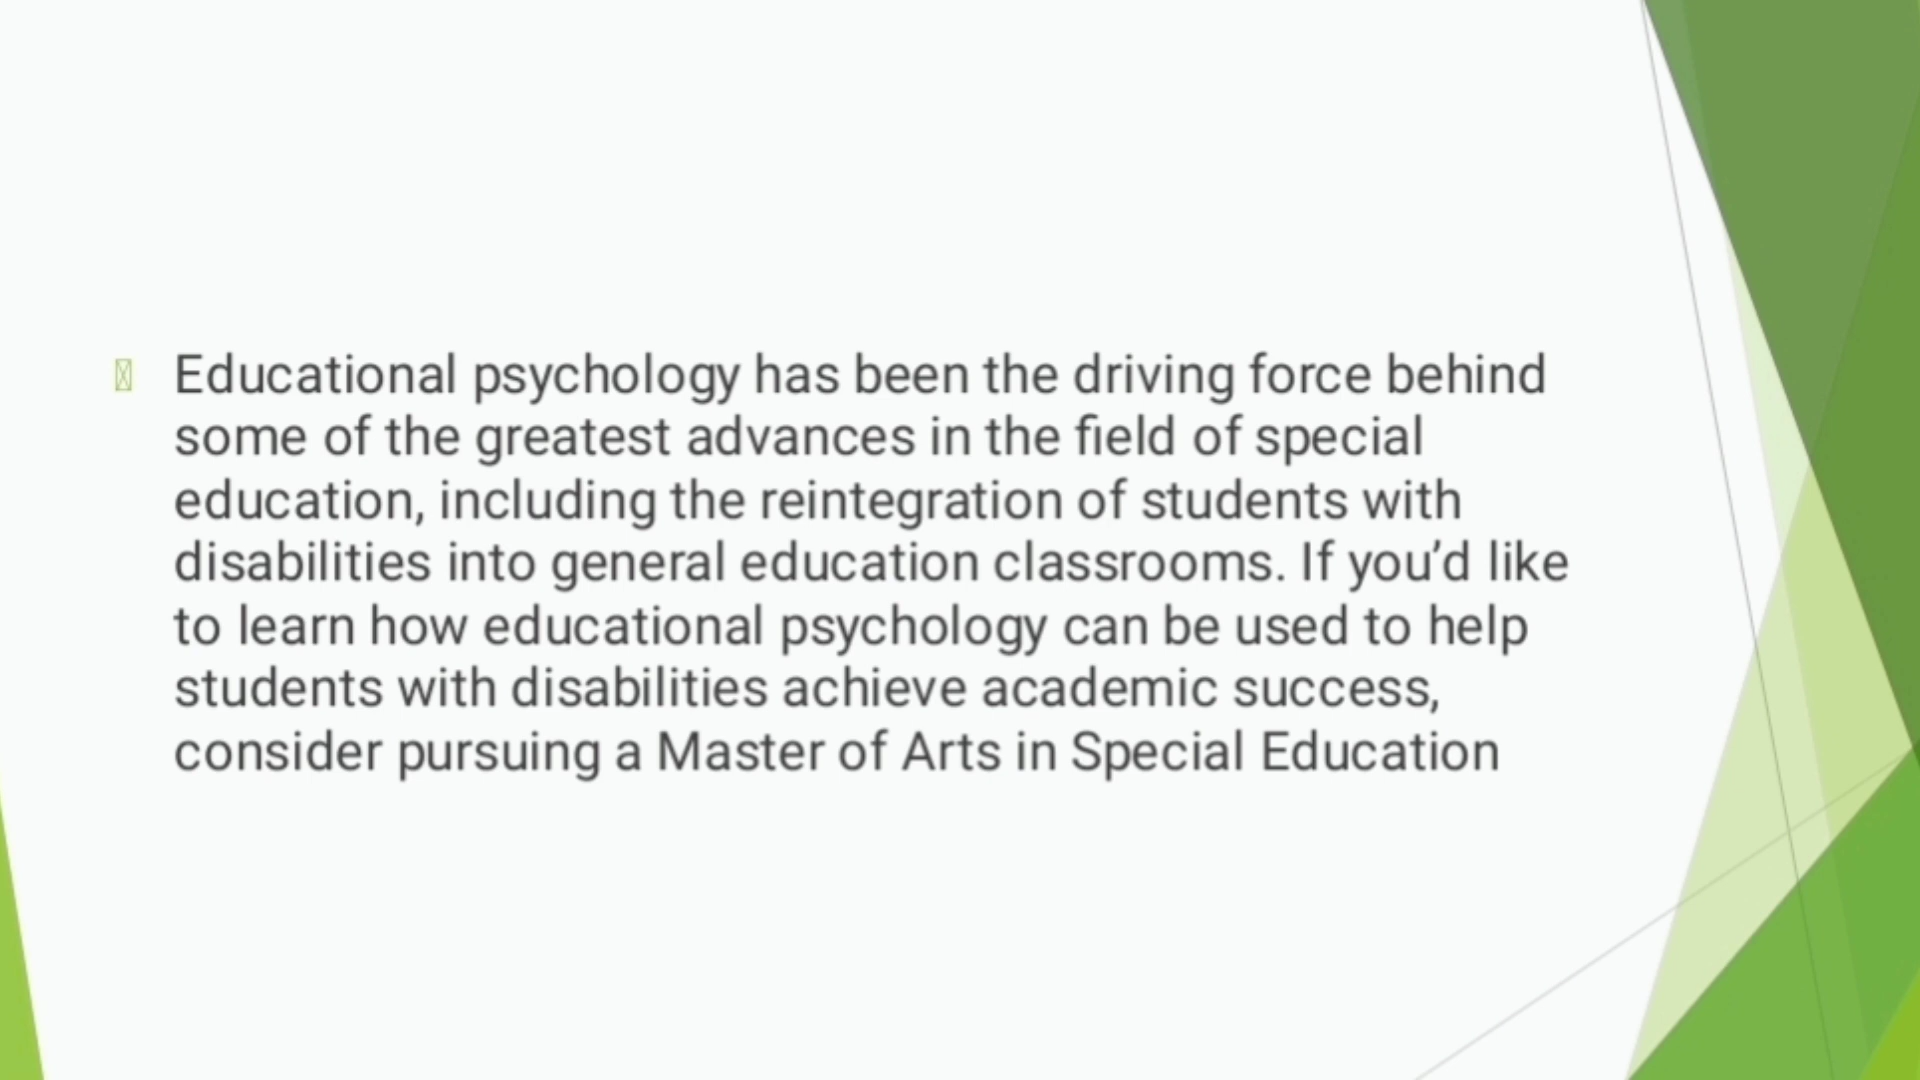 Educational psychology has been the driving force behind
some of the greatest advances in the field of special
education, including the reintegration of students with
disabilities into general education classrooms. If you’d like
to learn how educational psychology can be used to help
students with disabilities achieve academic success,
consider pursuing a Master of Arts in Special Education